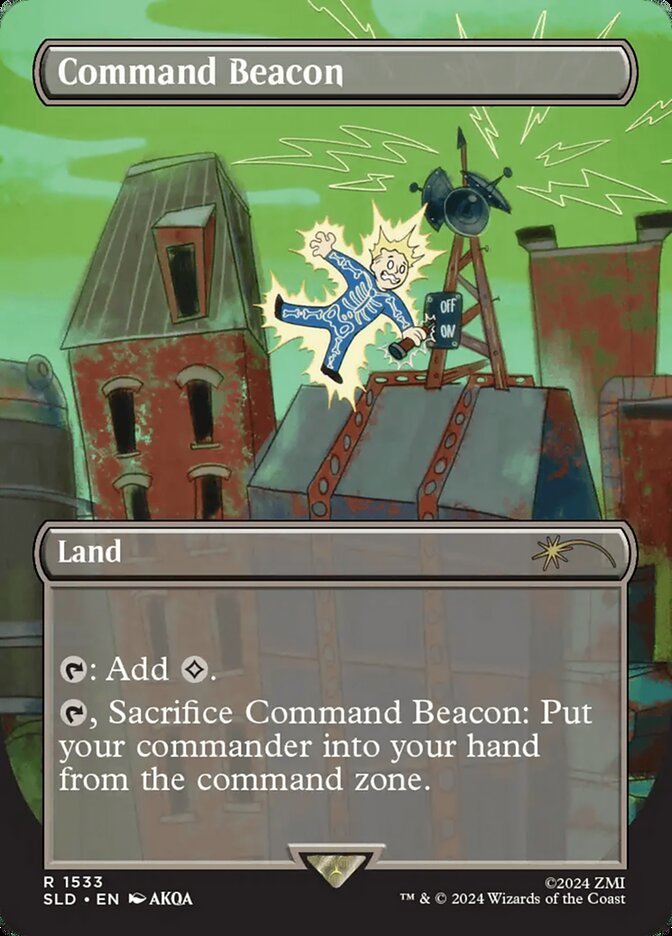 Command Beacon
OFF
ON
Land
: Add .
, Sacrifice Command Beacon: Put
your commander into your hand
from the command zone.
R 1533
©2024 ZMI
SLD • EN AKQA
™ & © 2024 Wizards of the Coast